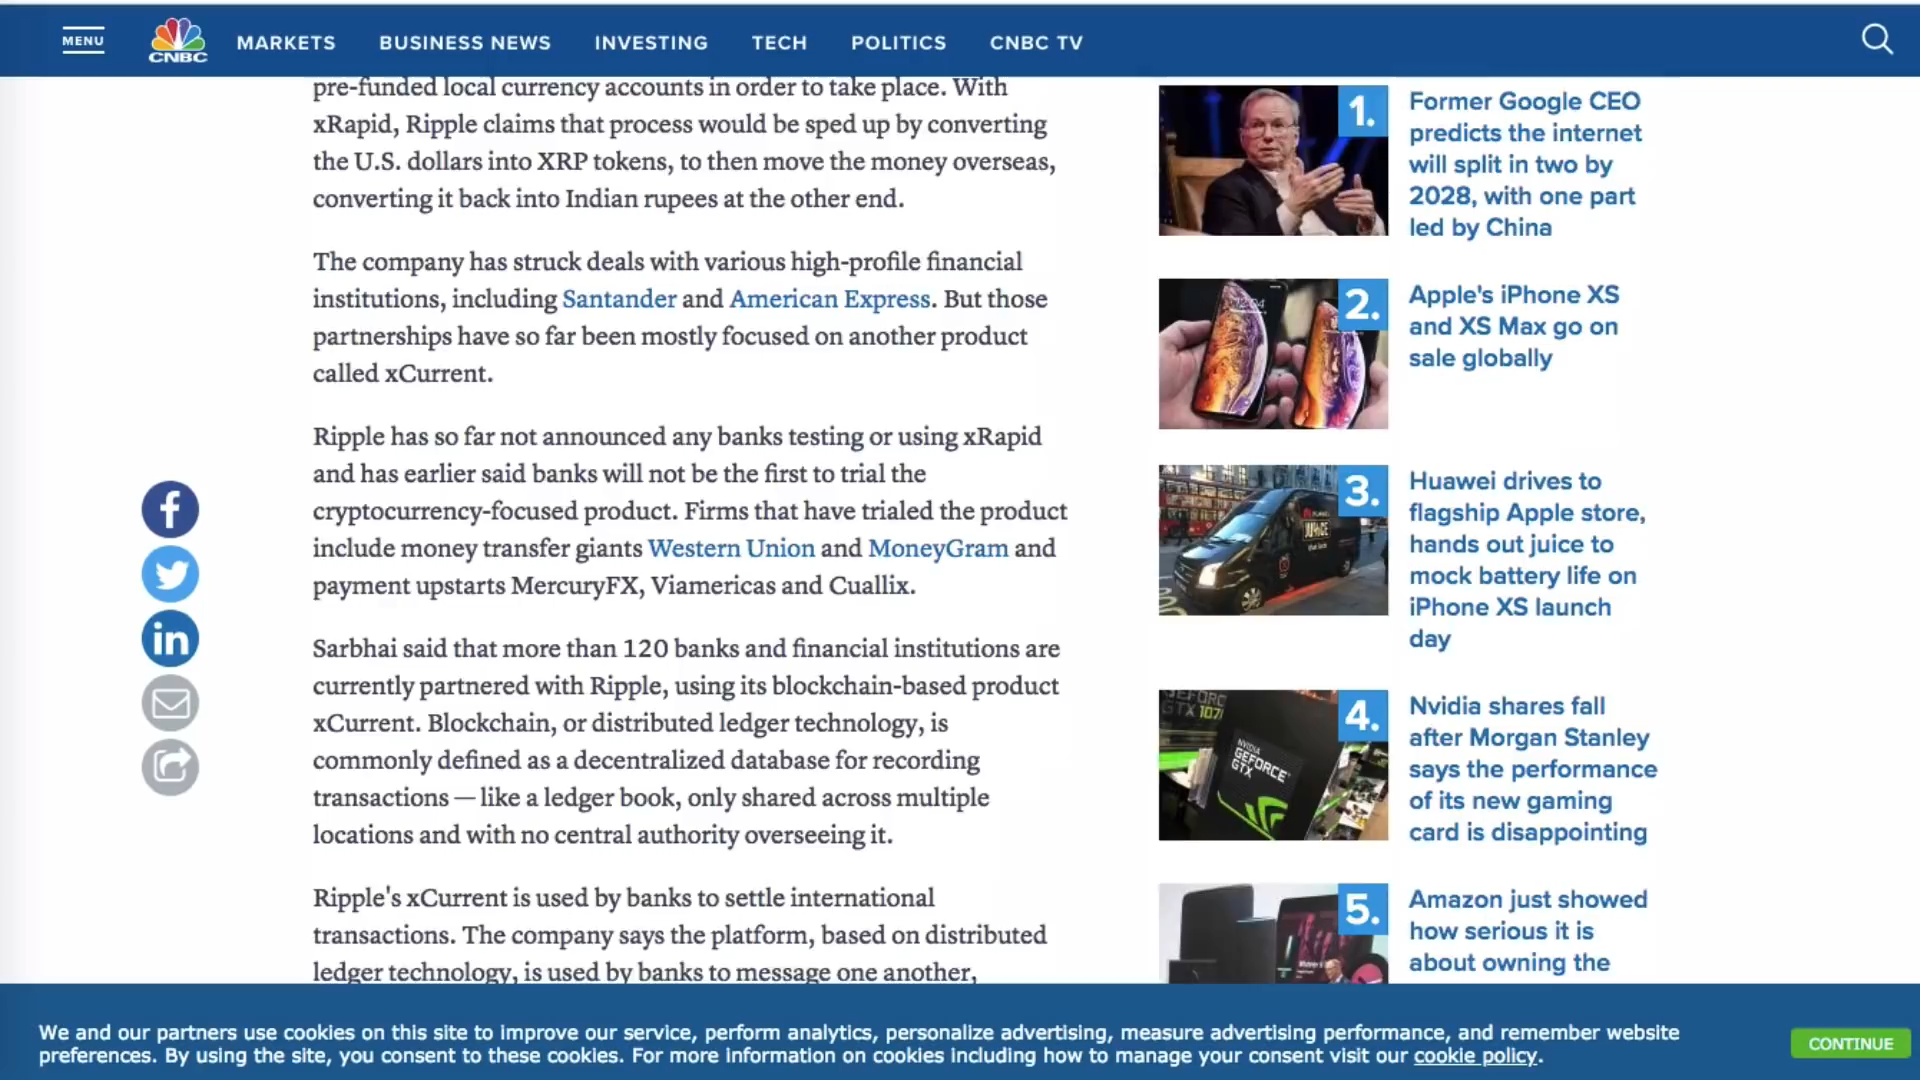 MENU
CNBC
MARKETS
BUSINESS NEWS
INVESTING
TECH
POLITICS
CNBC TV
pre-funded local currency accounts in order to take place. With
xRapid, Ripple claims that process would be sped up by converting
the U.S. dollars into XRP tokens, to then move the money overseas,
converting it back into Indian rupees at the other end.
The company has struck deals with various high-profile financial
institutions, including Santander and American Express. But those
partnerships have so far been mostly focused on another product
called xCurrent.
Ripple has so far not announced any banks testing or using xRapid
and has earlier said banks will not be the first to trial the
cryptocurrency-focused product. Firms that have trialed the product
include money transfer giants Western Union and MoneyGram and
payment upstarts MercuryFX, Viamericas and Cuallix.
Sarbhai said that more than 120 banks and financial institutions are
currently partnered with Ripple, using its blockchain-based product
xCurrent. Blockchain, or distributed ledger technology, is
commonly defined as a decentralized database for recording
transactions — like a ledger book, only shared across multiple
locations and with no central authority overseeing it.
Ripple's xCurrent is used by banks to settle international
transactions. The company says the platform, based on distributed
ledger technology, is used by banks to message one another,
1.
Former Google CEO
predicts the internet
will split in two by
2028, with one part
led by China
2.
Apple's iPhone XS
and XS Max go on
sale globally
3.
Huawei drives to
flagship Apple store,
hands out juice to
mock battery life on
iPhone XS launch
day
4.
GEFORCE
GTX 107
NVIDIA
GEFORCE
GTX
Nvidia shares fall
after Morgan Stanley
says the performance
of its new gaming
card is disappointing
5.
Amazon just showed
how serious it is
about owning the
We and our partners use cookies on this site to improve our service, perform analytics, personalize advertising, measure advertising performance, and remember website
preferences. By using the site, you consent to these cookies. For more information on cookies including how to manage your consent visit our cookie policy.
CONTINUE